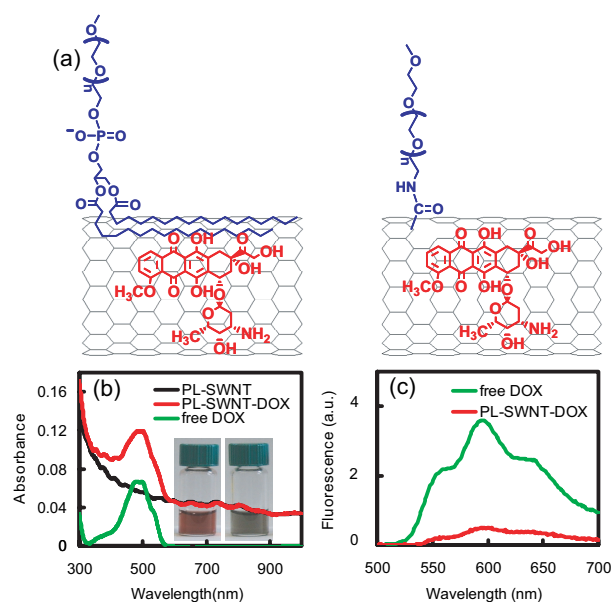 (a)
O
O
n
O
⁻O–P=O
O
O
O
O
O
O OH O
OH
OH
H₃CO O OH
O
O
H₃C NH₂
OH
O
O
O
n
HN
C=O
O OH O
OH
OH
H₃CO O OH
O
O
H₃C NH₂
OH
(b)
PL-SWNT
PL-SWNT-DOX
free DOX
Absorbance
0.18
0.12
0.08
0.04
0
300 500 700 900
Wavelength(nm)
(c)
free DOX
PL-SWNT-DOX
Fluorescence (a.u.)
4
2
0
500 550 600 650 700
Wavelength (nm)